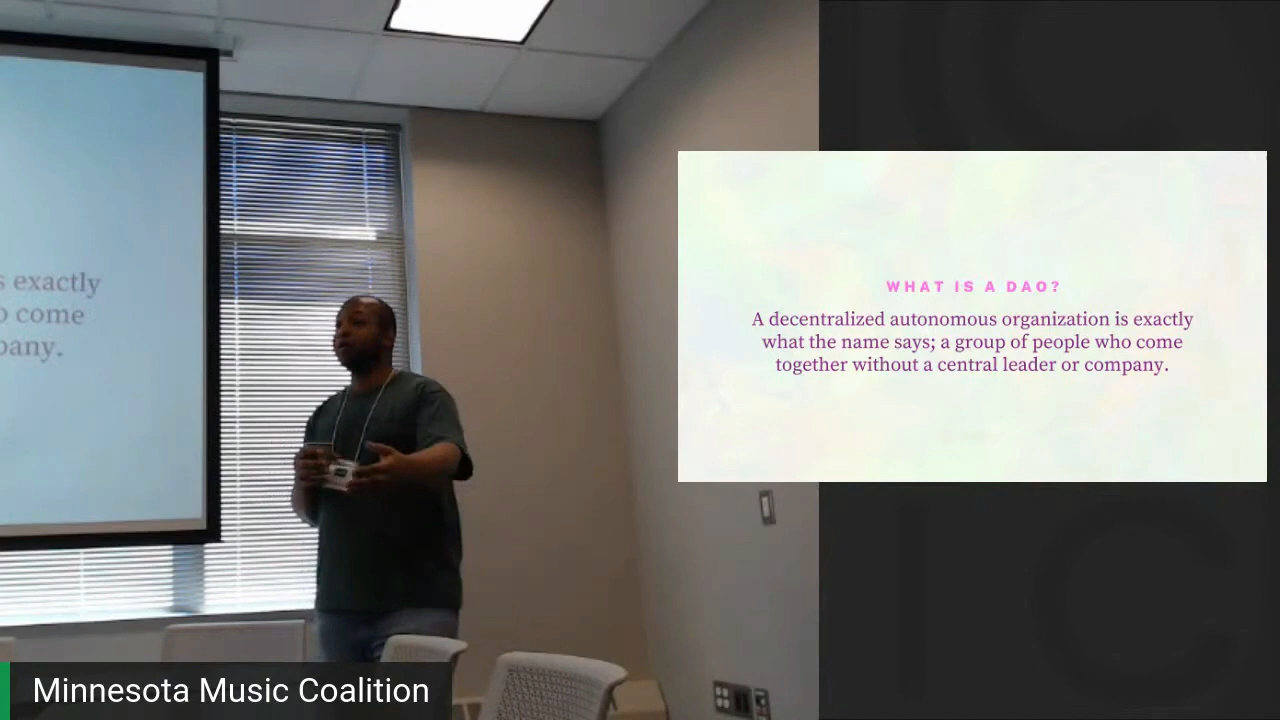 s exactly
o come
pany.
WHAT IS A DAO?
A decentralized autonomous organization is exactly
what the name says; a group of people who come
together without a central leader or company.
Minnesota Music Coalition